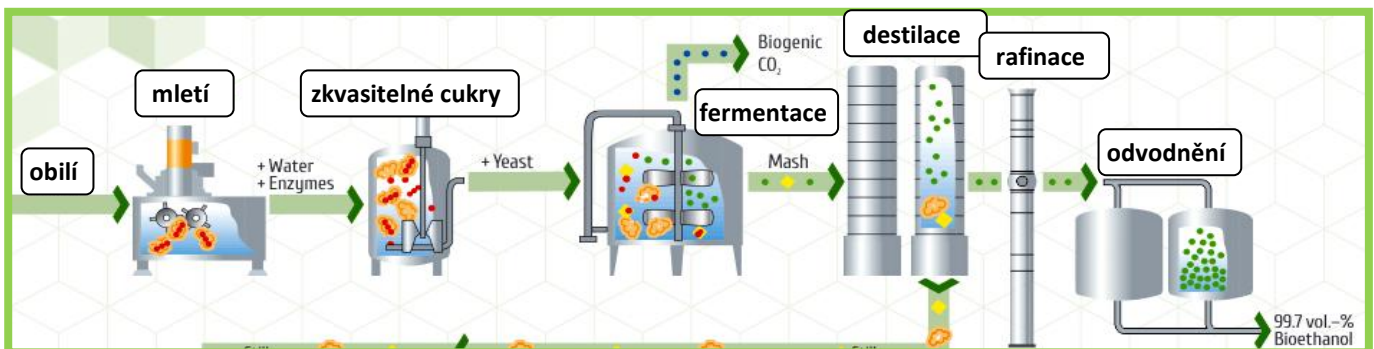 obilí
mletí
+ Water
+ Enzymes
zkvasitelné cukry
+ Yeast
Biogenic
CO₂
fermentace
Mash
destilace
rafinace
odvodnění
99.7 vol.–%
Bioethanol